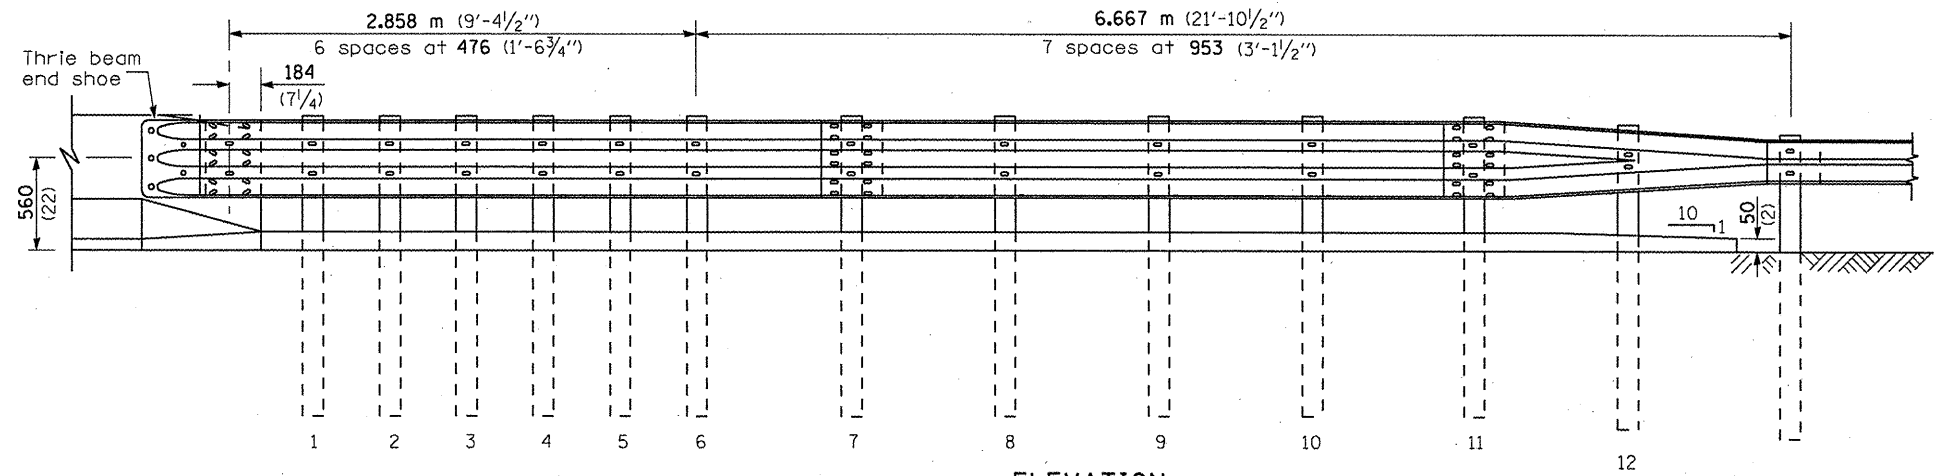 2.858 m (9'-4½")
6 spaces at 476 (1'-6¾")
6.667 m (21'-10½")
7 spaces at 953 (3'-1½")
Thrie beam
end shoe
184
(7¼)
560
(22)
10
1
50
(2)
1 2 3 4 5 6 7 8 9 10 11
12
ELEVATION